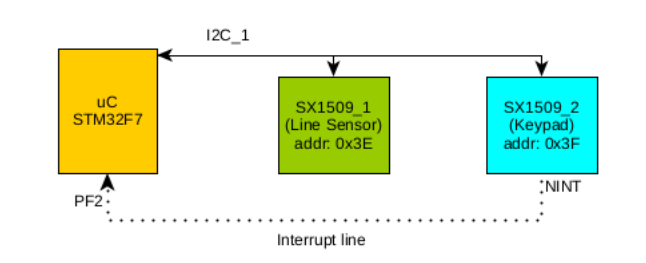 I2C_1
uC
STM32F7
SX1509_1
(Line Sensor)
addr: 0x3E
SX1509_2
(Keypad)
addr: 0x3F
PF2
NINT
Interrupt line